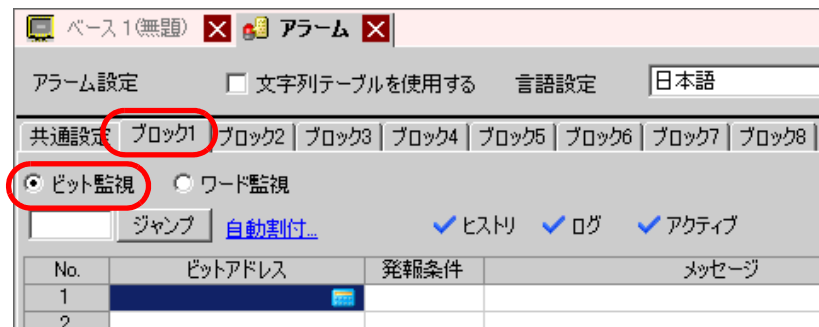 ベース1(無題) アラーム
アラーム設定 文字列テーブルを使用する 言語設定 日本語
共通設定 ブロック1 ブロック2 ブロック3 ブロック4 ブロック5 ブロック6 ブロック7 ブロック8
ビット監視 ワード監視
ジャンプ 自動割付... ヒストリ ログ アクティブ
No. ビットアドレス 発報条件 メッセージ
1
2